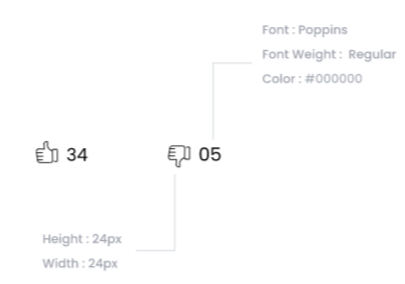 Font : Poppins
Font Weight : Regular
Color : #000000
34
05
Height : 24px
Width : 24px